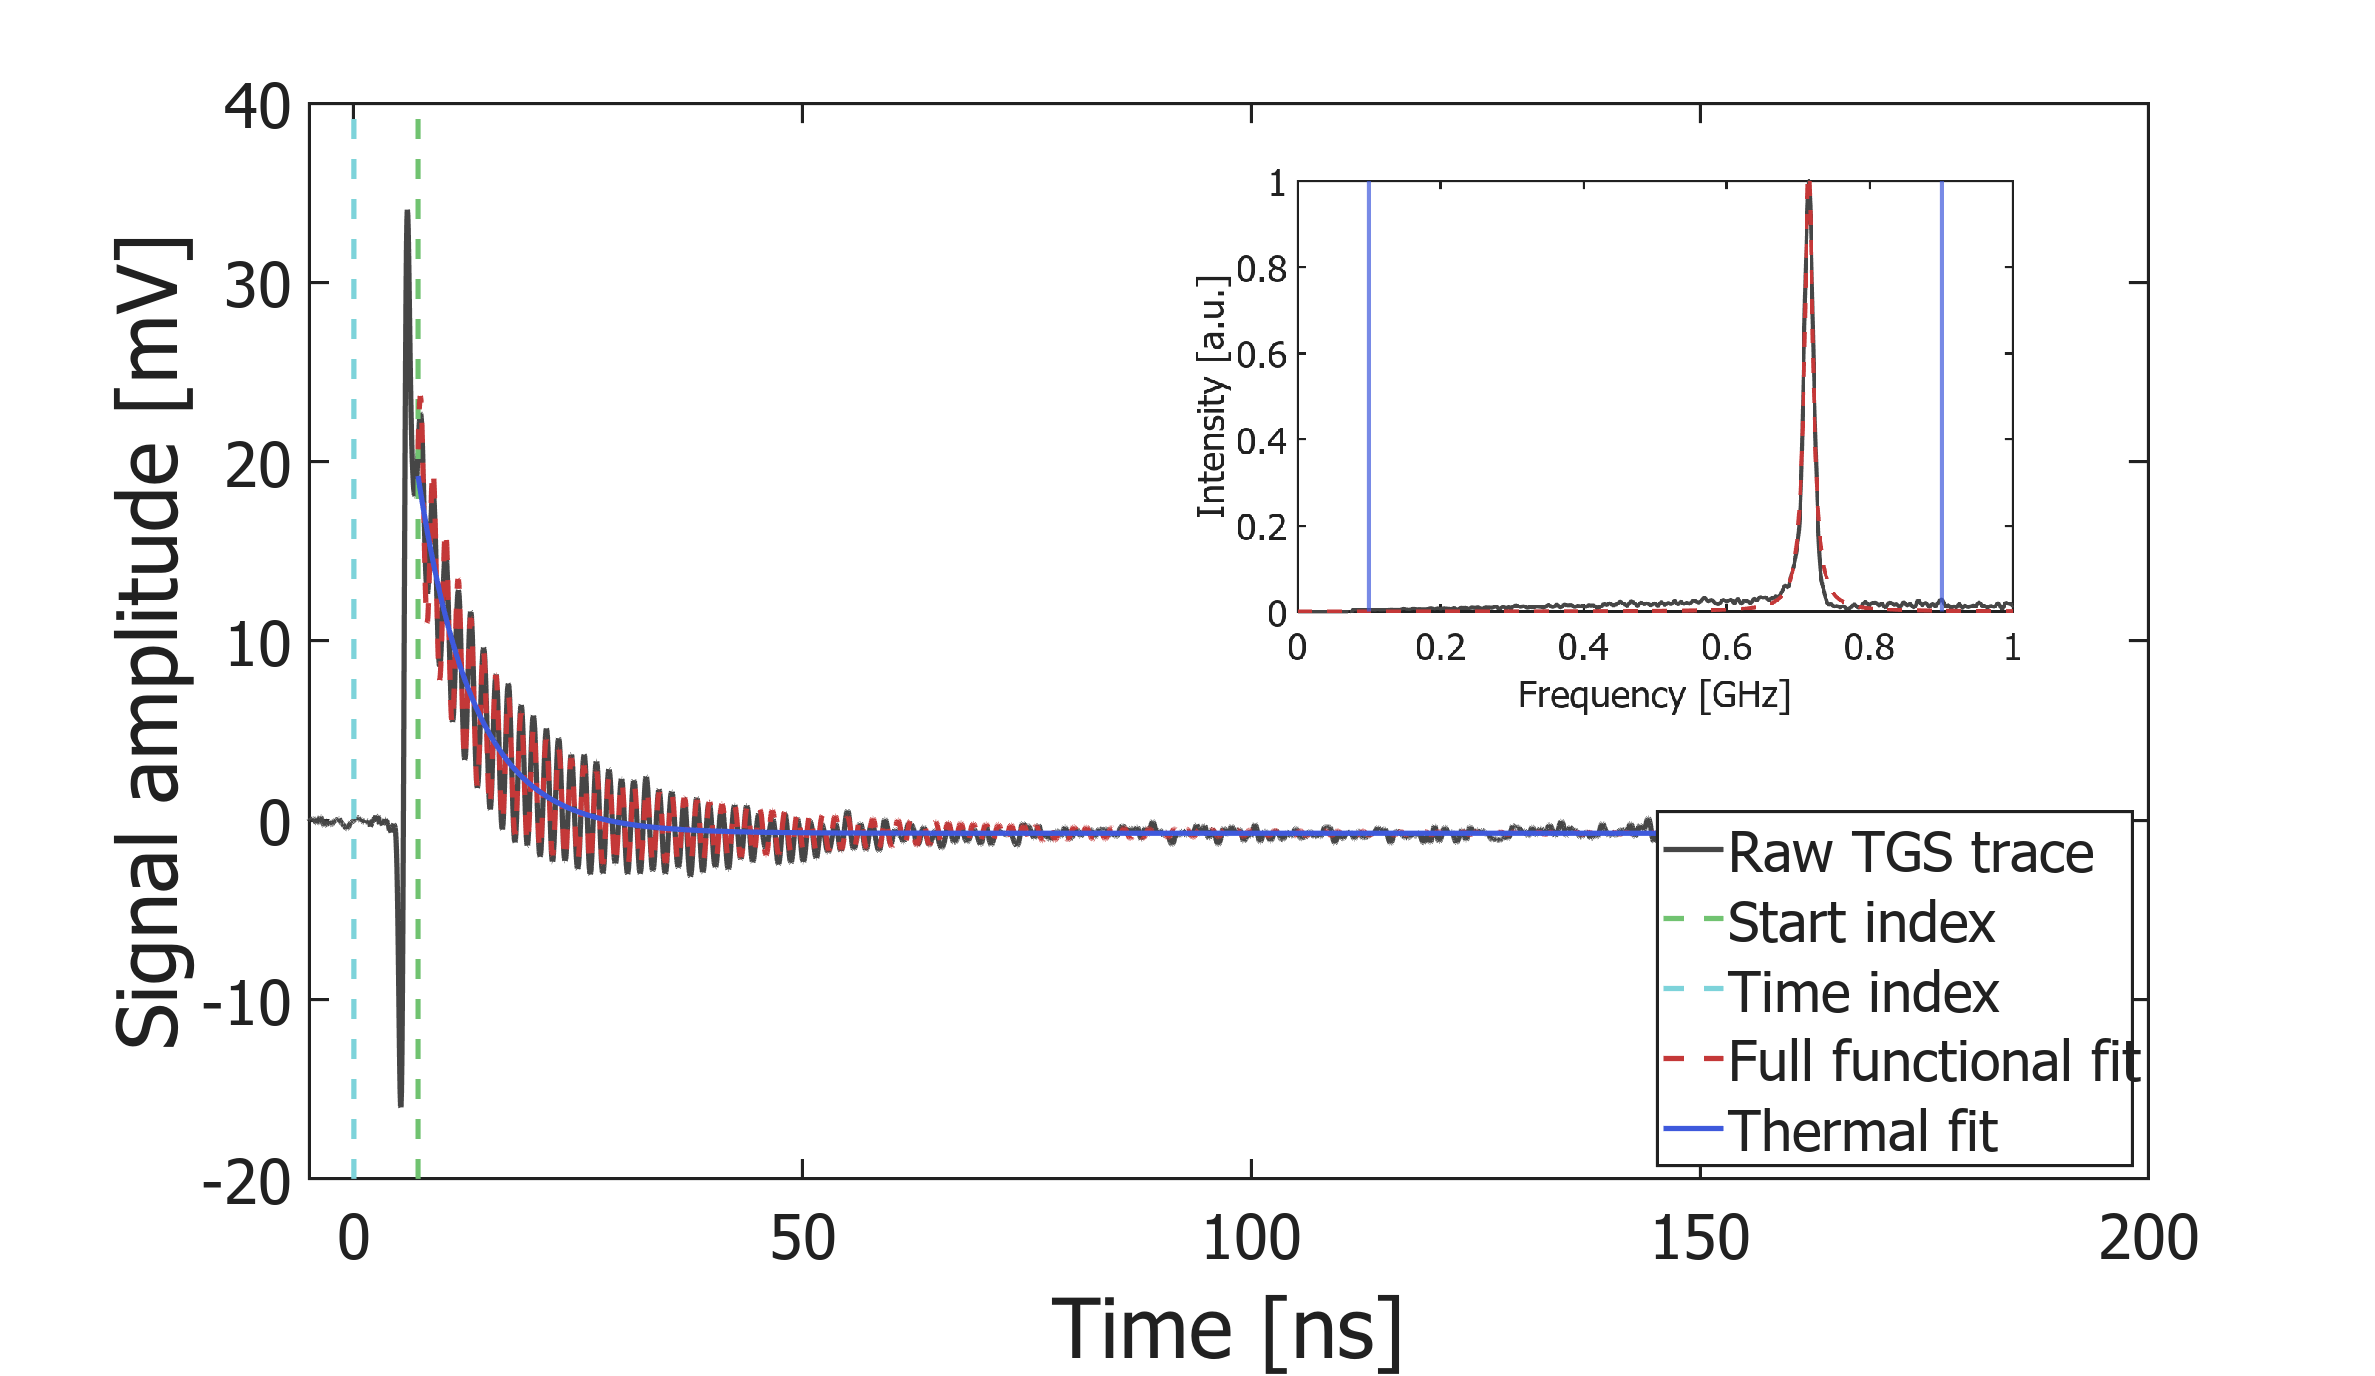 40
30
20
10
0
-10
-20
Signal amplitude [mV]
0
50
100
150
200
Time [ns]
1
0.8
0.6
0.4
0.2
0
Intensity [a.u.]
0
0.2
0.4
0.6
0.8
1
Frequency [GHz]
Raw TGS trace
Start index
Time index
Full functional fit
Thermal fit